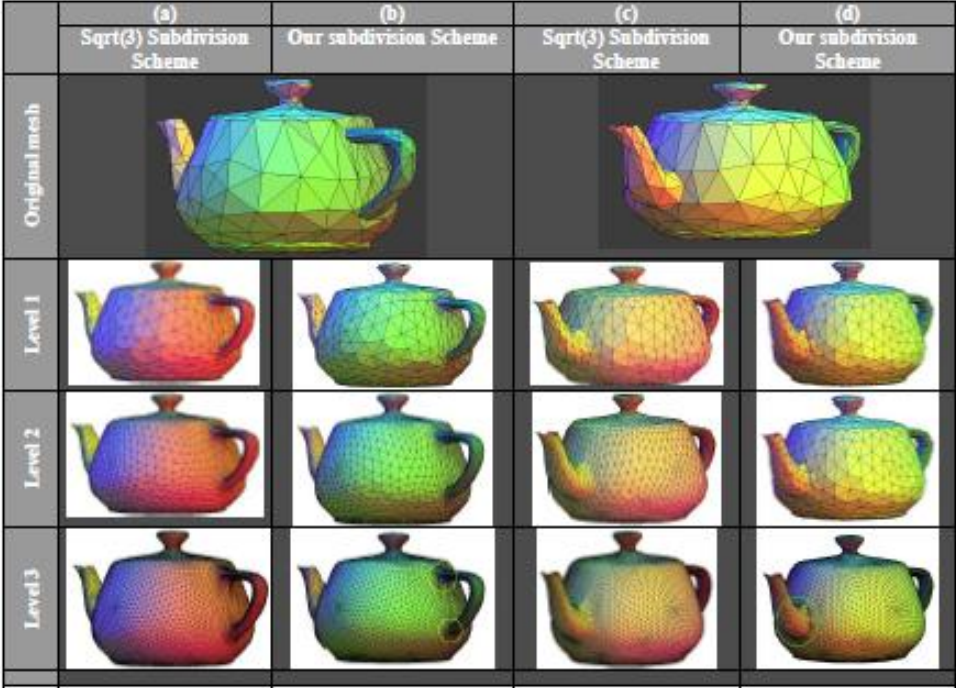 (a) (b) (c) (d)
Sqrt(3) Subdivision Scheme Our subdivision Scheme Sqrt(3) Subdivision Scheme Our subdivision Scheme
Original mesh
Level 1
Level 2
Level 3